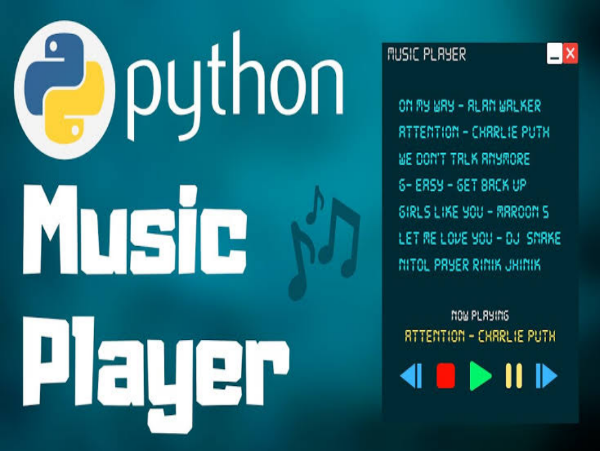 python
Music
Player
MUSIC PLAYER
ON MY WAY - ALAN WALKER
ATTENTION - CHARLIE PUTH
WE DON'T TALK ANYMORE
G- EASY - GET BACK UP
GIRLS LIKE YOU - MAROON 5
LET ME LOVE YOU - DJ SNAKE
NITOL PAYER RINIK JHINIK
NOW PLAYING
ATTENTION - CHARLIE PUTH